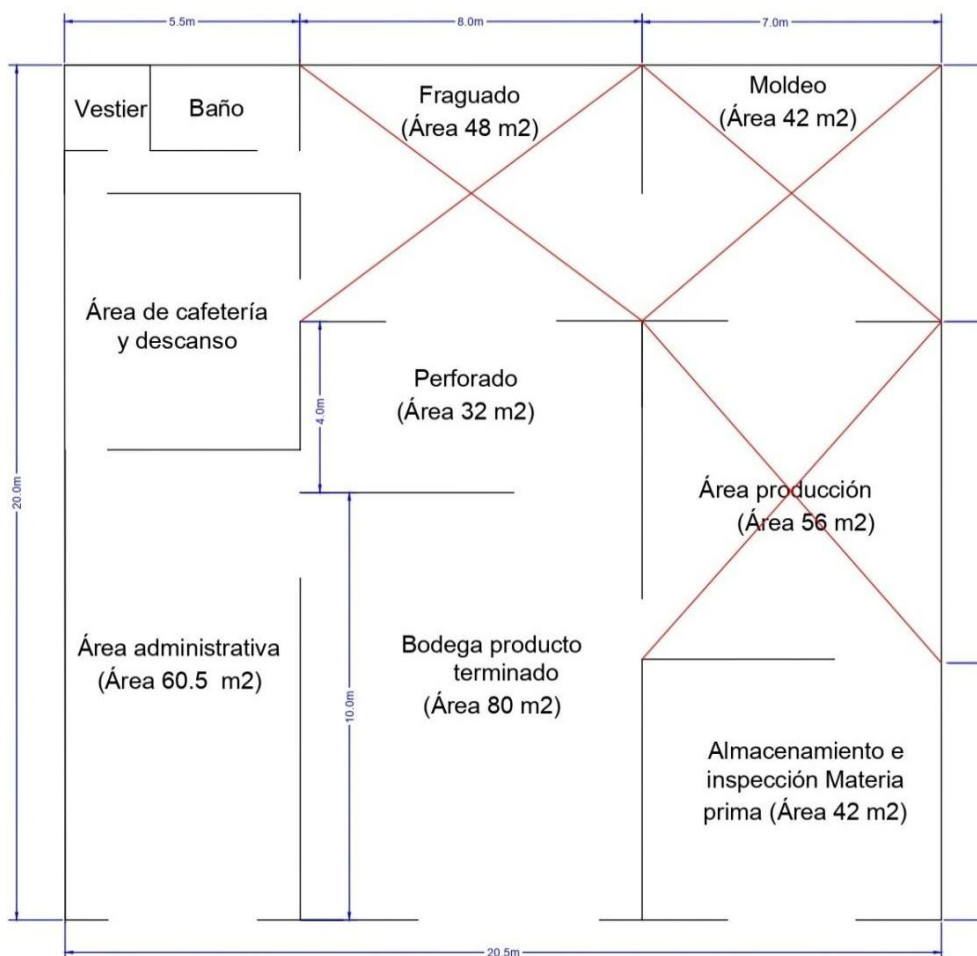 5.5m
8.0m
7.0m
Vestier
Baño
Fraguado
(Área 48 m2)
Moldeo
(Área 42 m2)
Área de cafetería
y descanso
Perforado
(Área 32 m2)
4.0m
20.0m
Área producción
(Área 56 m2)
Área administrativa
(Área 60.5 m2)
Bodega producto
terminado
(Área 80 m2)
10.0m
Almacenamiento e
inspección Materia
prima (Área 42 m2)
20.5m